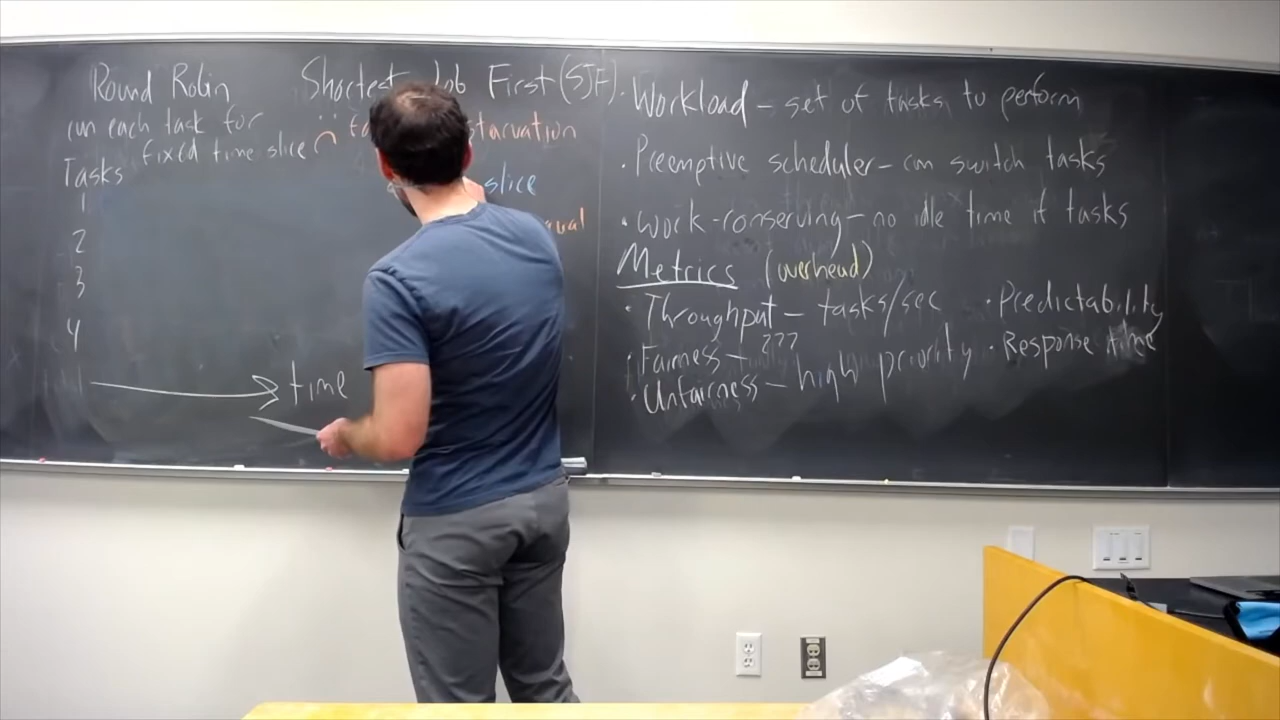 Round Robin
run each task for
fixed time slice
Tasks
1
2
3
4
time
Shortest Job First (SJF)
starvation
slice
· Workload – set of tasks to perform
· Preemptive scheduler – can switch tasks
· work-conserving – no idle time if tasks
Metrics (overhead)
· Throughput – tasks/sec
· Fairness – ???
· Unfairness – high priority
· Predictability
· Response time